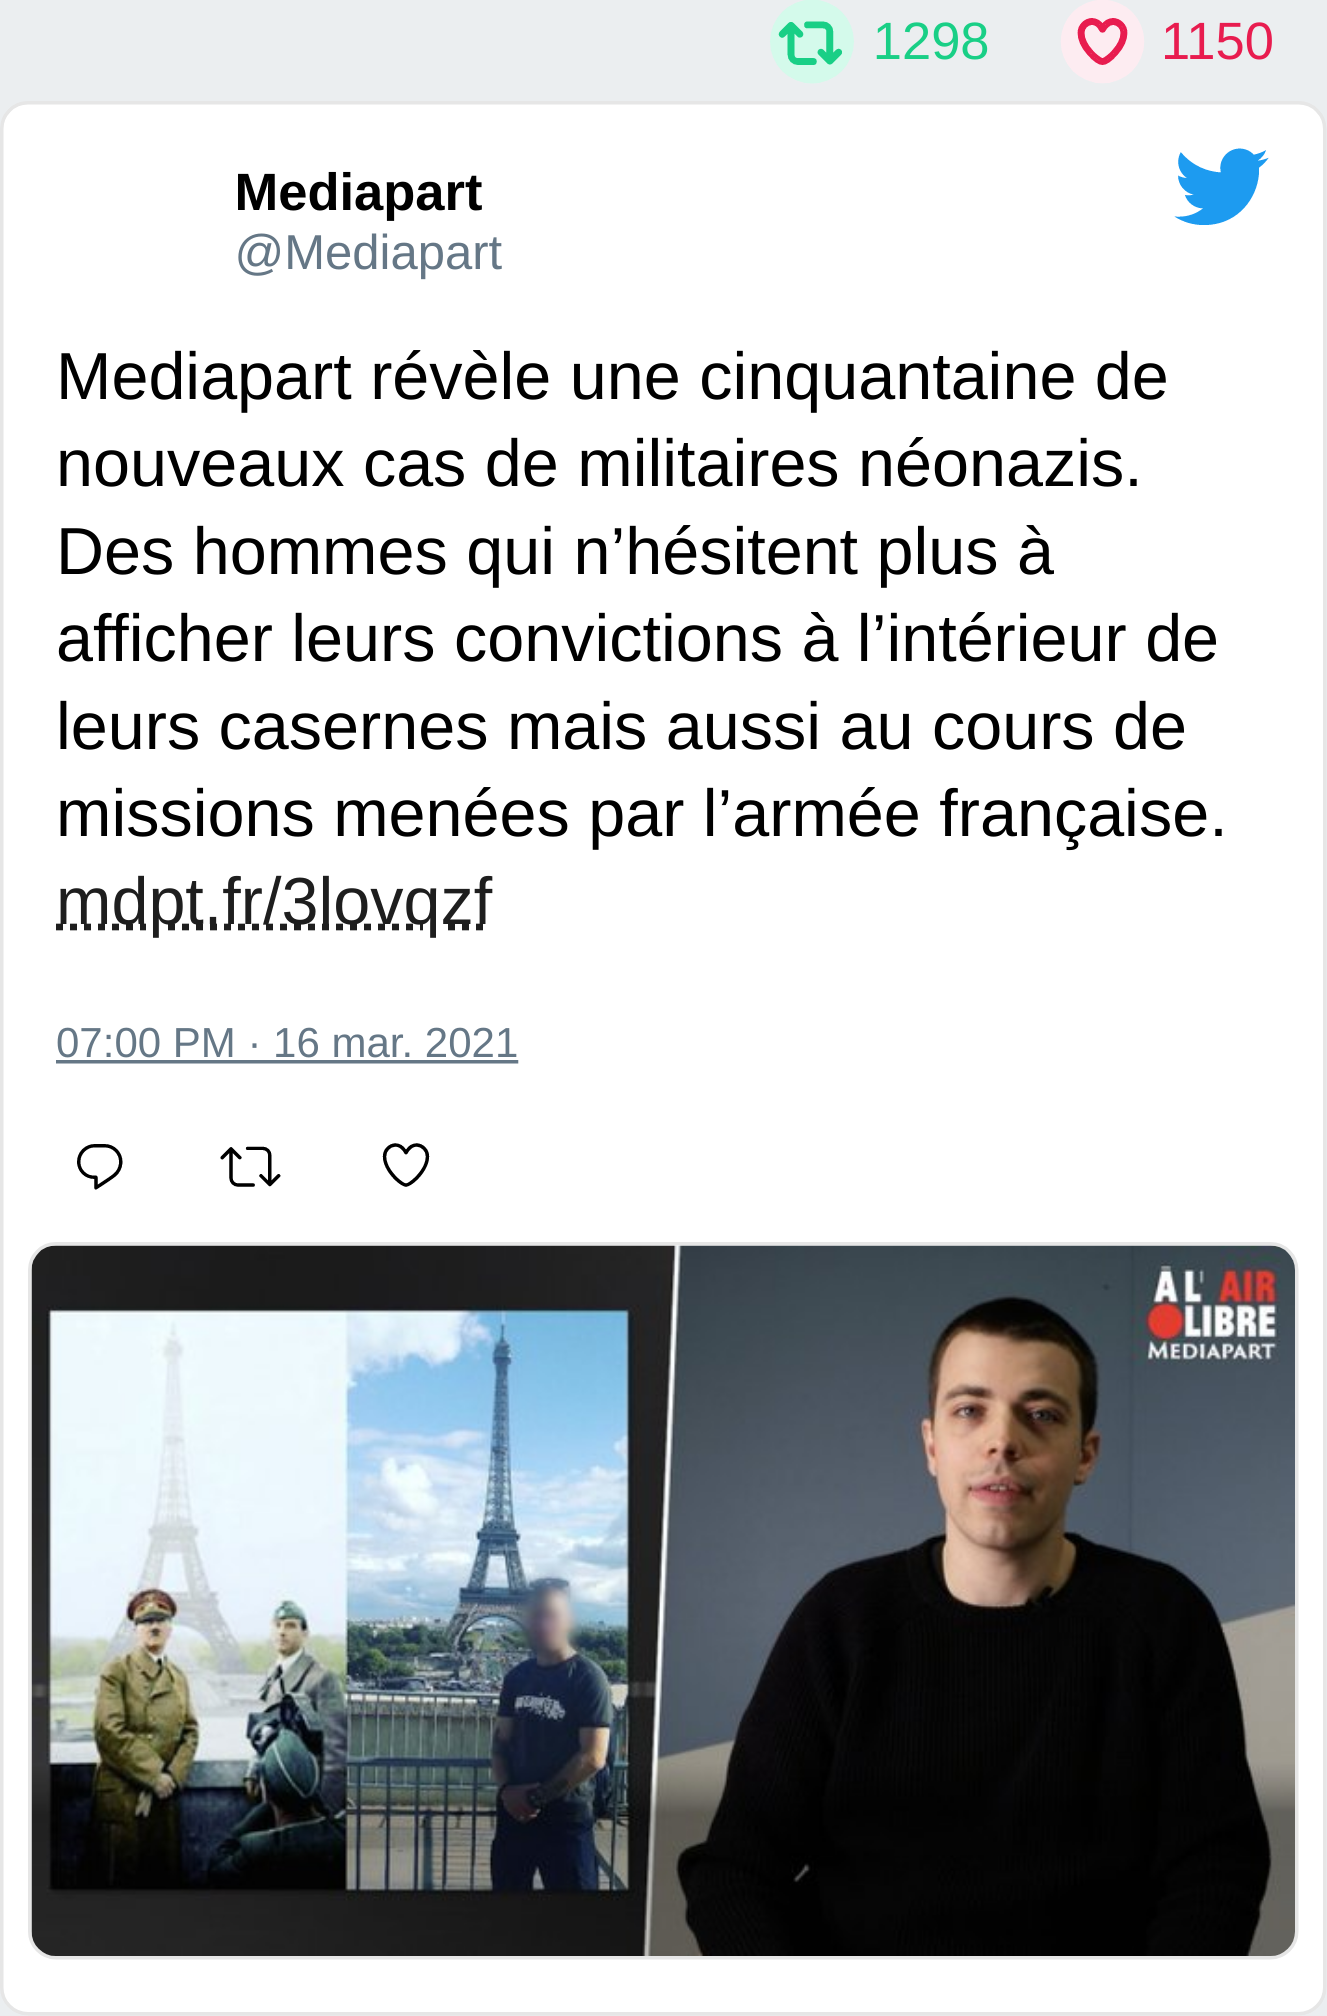 1298 1150
Mediapart
@Mediapart
Mediapart révèle une cinquantaine de
nouveaux cas de militaires néonazis.
Des hommes qui n’hésitent plus à
afficher leurs convictions à l’intérieur de
leurs casernes mais aussi au cours de
missions menées par l’armée française.
mdpt.fr/3lovqzf
07:00 PM · 16 mar. 2021
À L' AIR
LIBRE
MEDIAPART